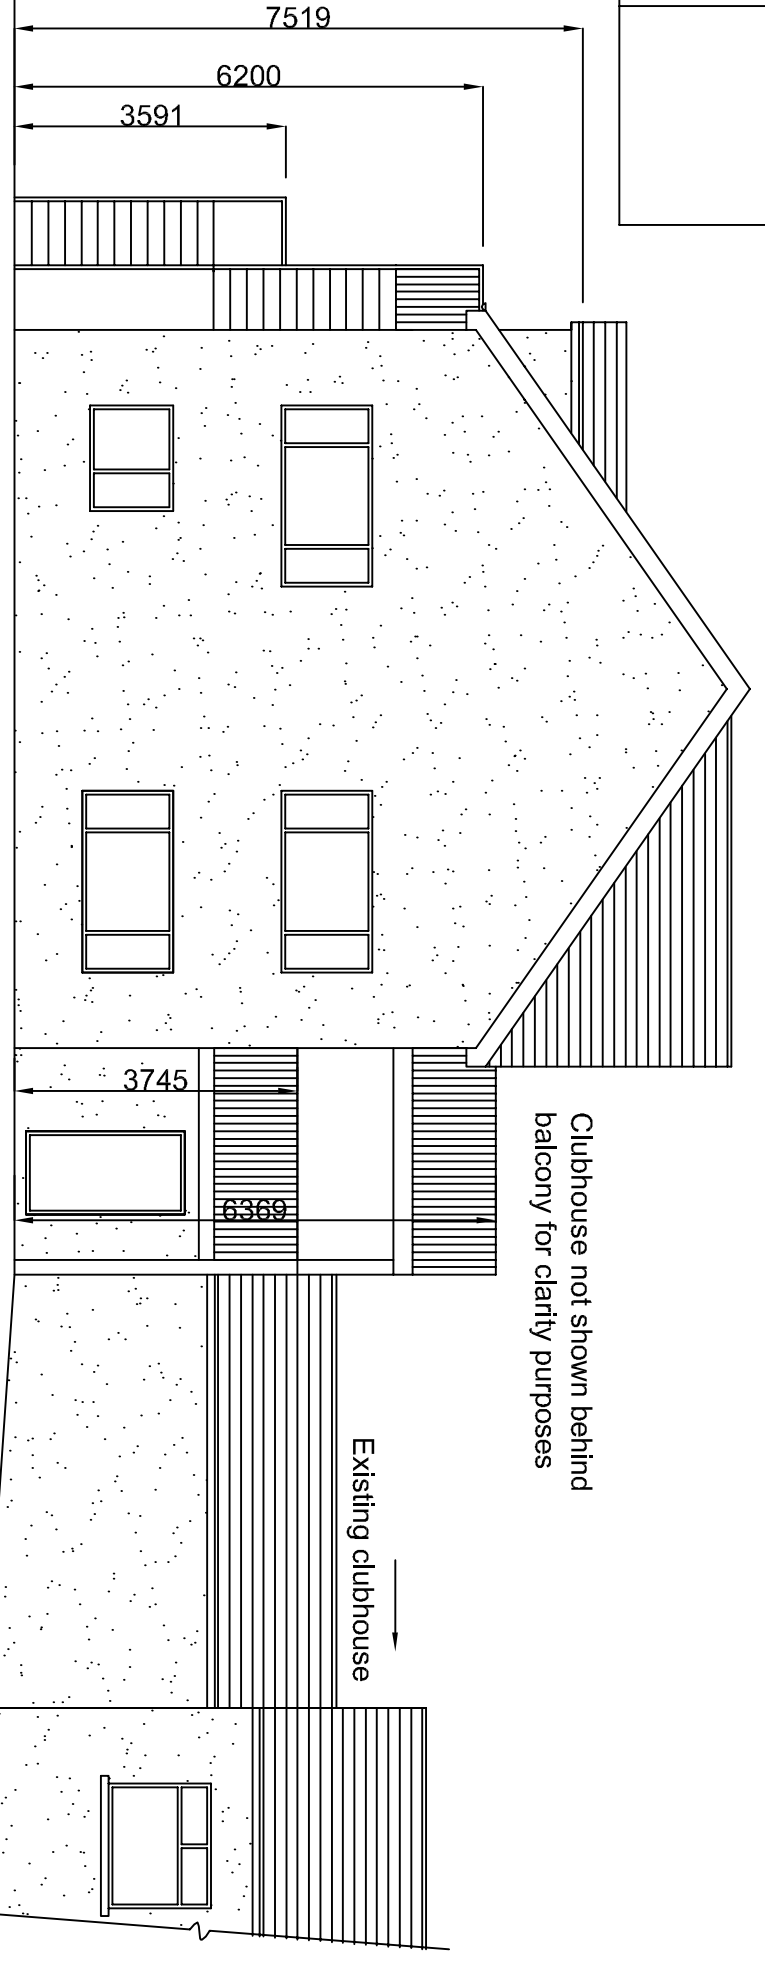 7519
6200
3591
3745
6369
Clubhouse not shown behind
balcony for clarity purposes
Existing clubhouse